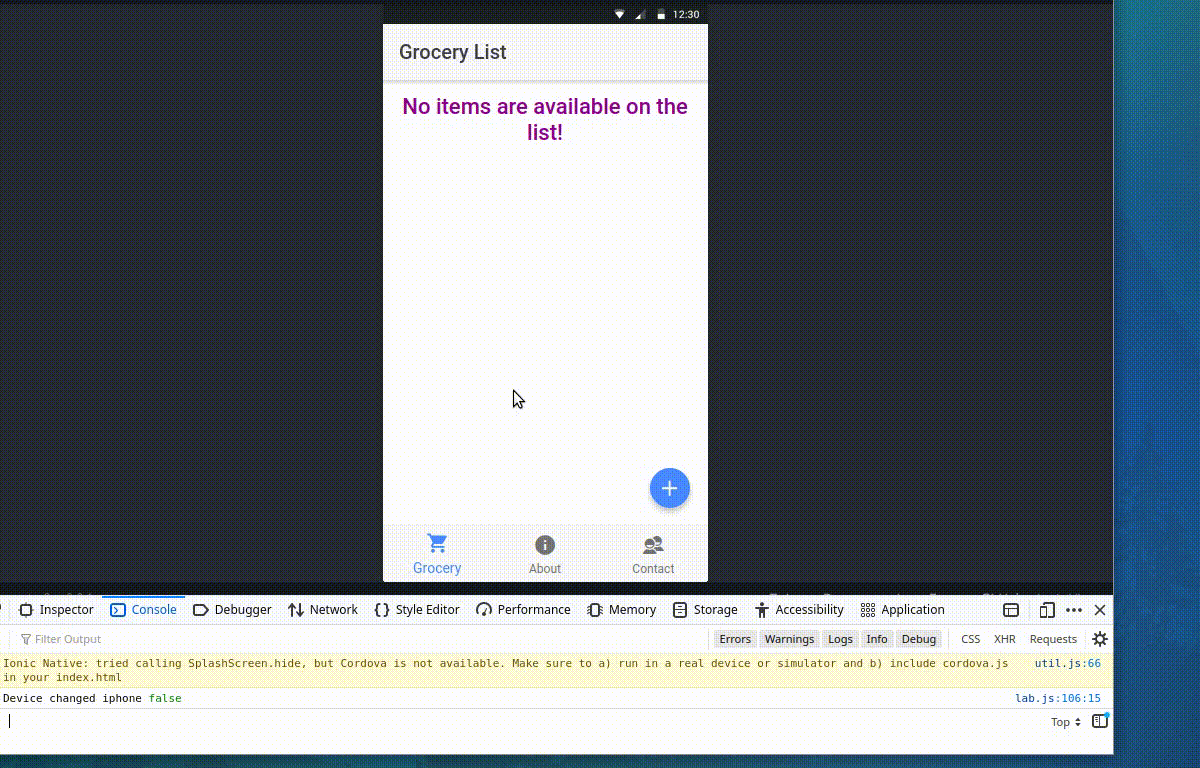 12:30
Grocery List
No items are available on the
list!
Grocery
About
Contact
Inspector
Console
Debugger
Network
Style Editor
Performance
Memory
Storage
Accessibility
Application
Filter Output
Errors
Warnings
Logs
Info
Debug
CSS
XHR
Requests
Ionic Native: tried calling SplashScreen.hide, but Cordova is not available. Make sure to a) run in a real device or simulator and b) include cordova.js
in your index.html
util.js:66
Device changed iphone false
lab.js:106:15
Top